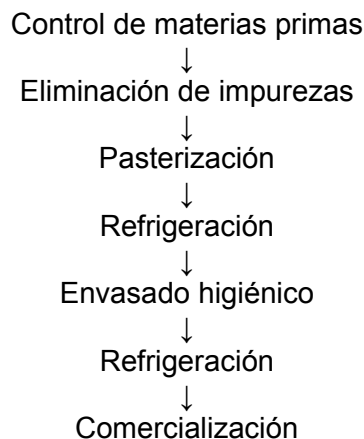 Control de materias primas
↓
Eliminación de impurezas
↓
Pasterización
↓
Refrigeración
↓
Envasado higiénico
↓
Refrigeración
↓
Comercialización